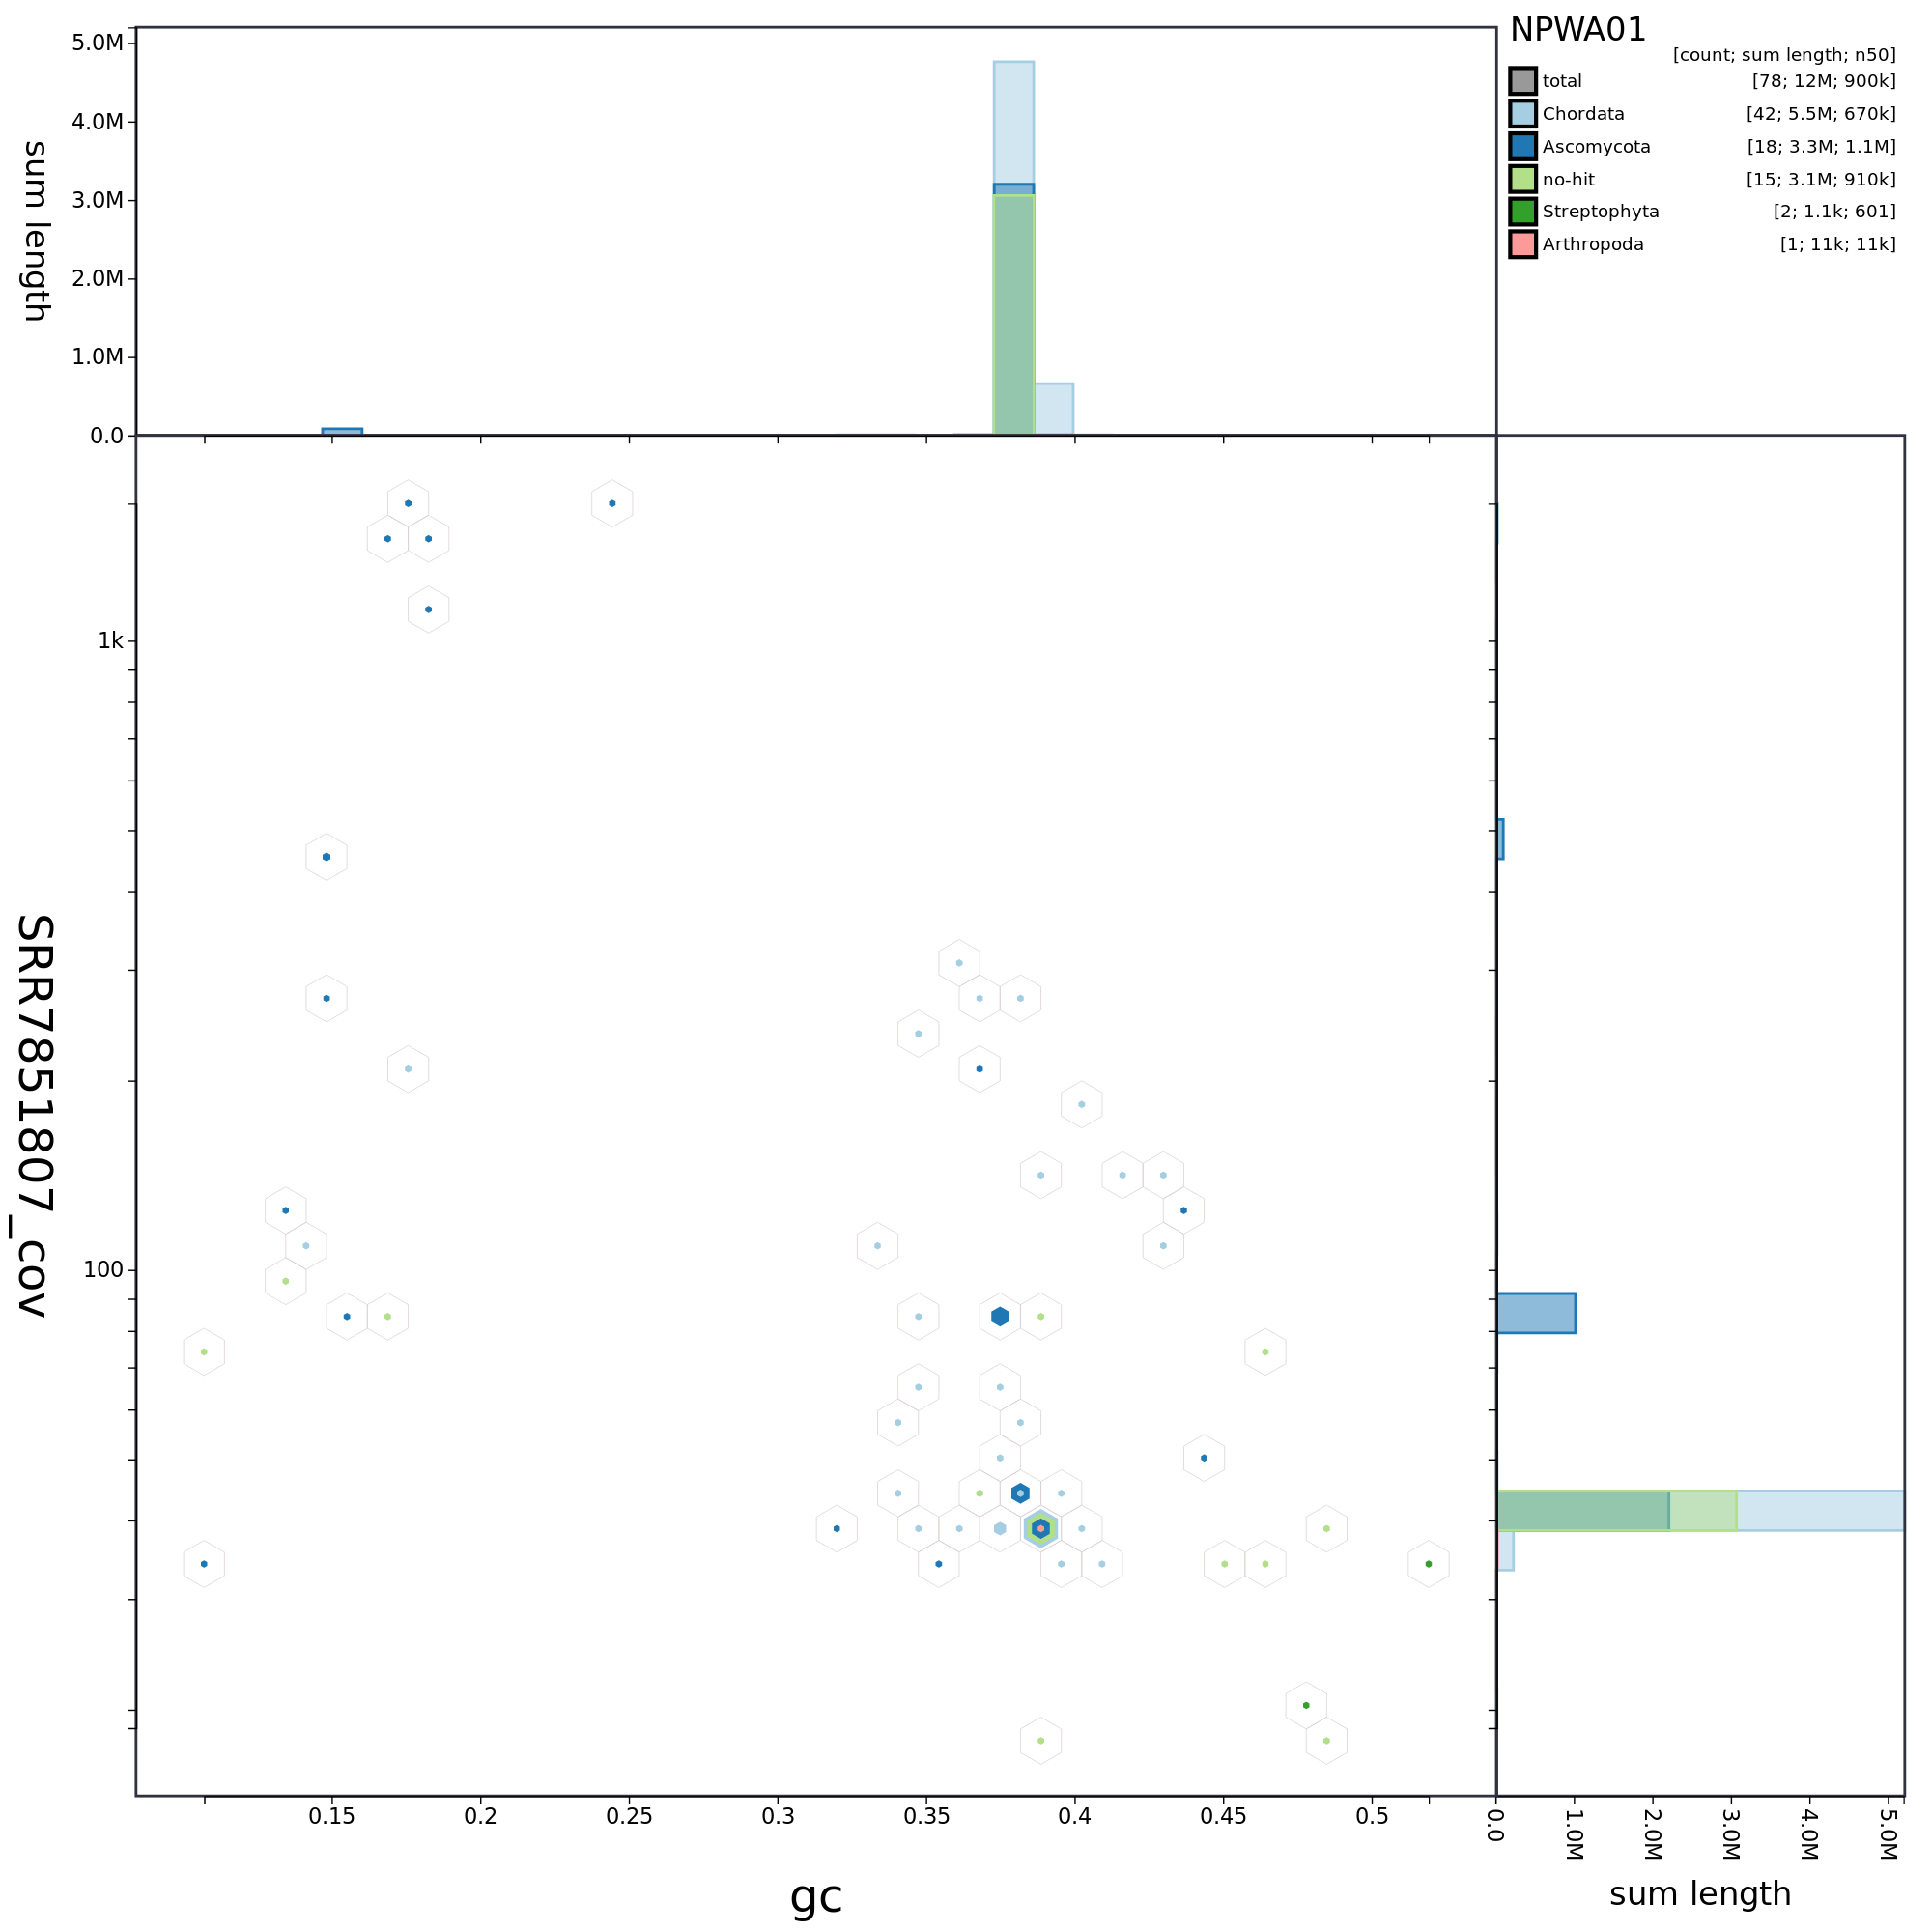 NPWA01
[count; sum length; n50]
total [78; 12M; 900k]
Chordata [42; 5.5M; 670k]
Ascomycota [18; 3.3M; 1.1M]
no-hit [15; 3.1M; 910k]
Streptophyta [2; 1.1k; 601]
Arthropoda [1; 11k; 11k]
sum length
5.0M
4.0M
3.0M
2.0M
1.0M
0.0
SRR7851807_cov
1k
100
0.15 0.2 0.25 0.3 0.35 0.4 0.45 0.5
gc
0.0 1.0M 2.0M 3.0M 4.0M 5.0M
sum length